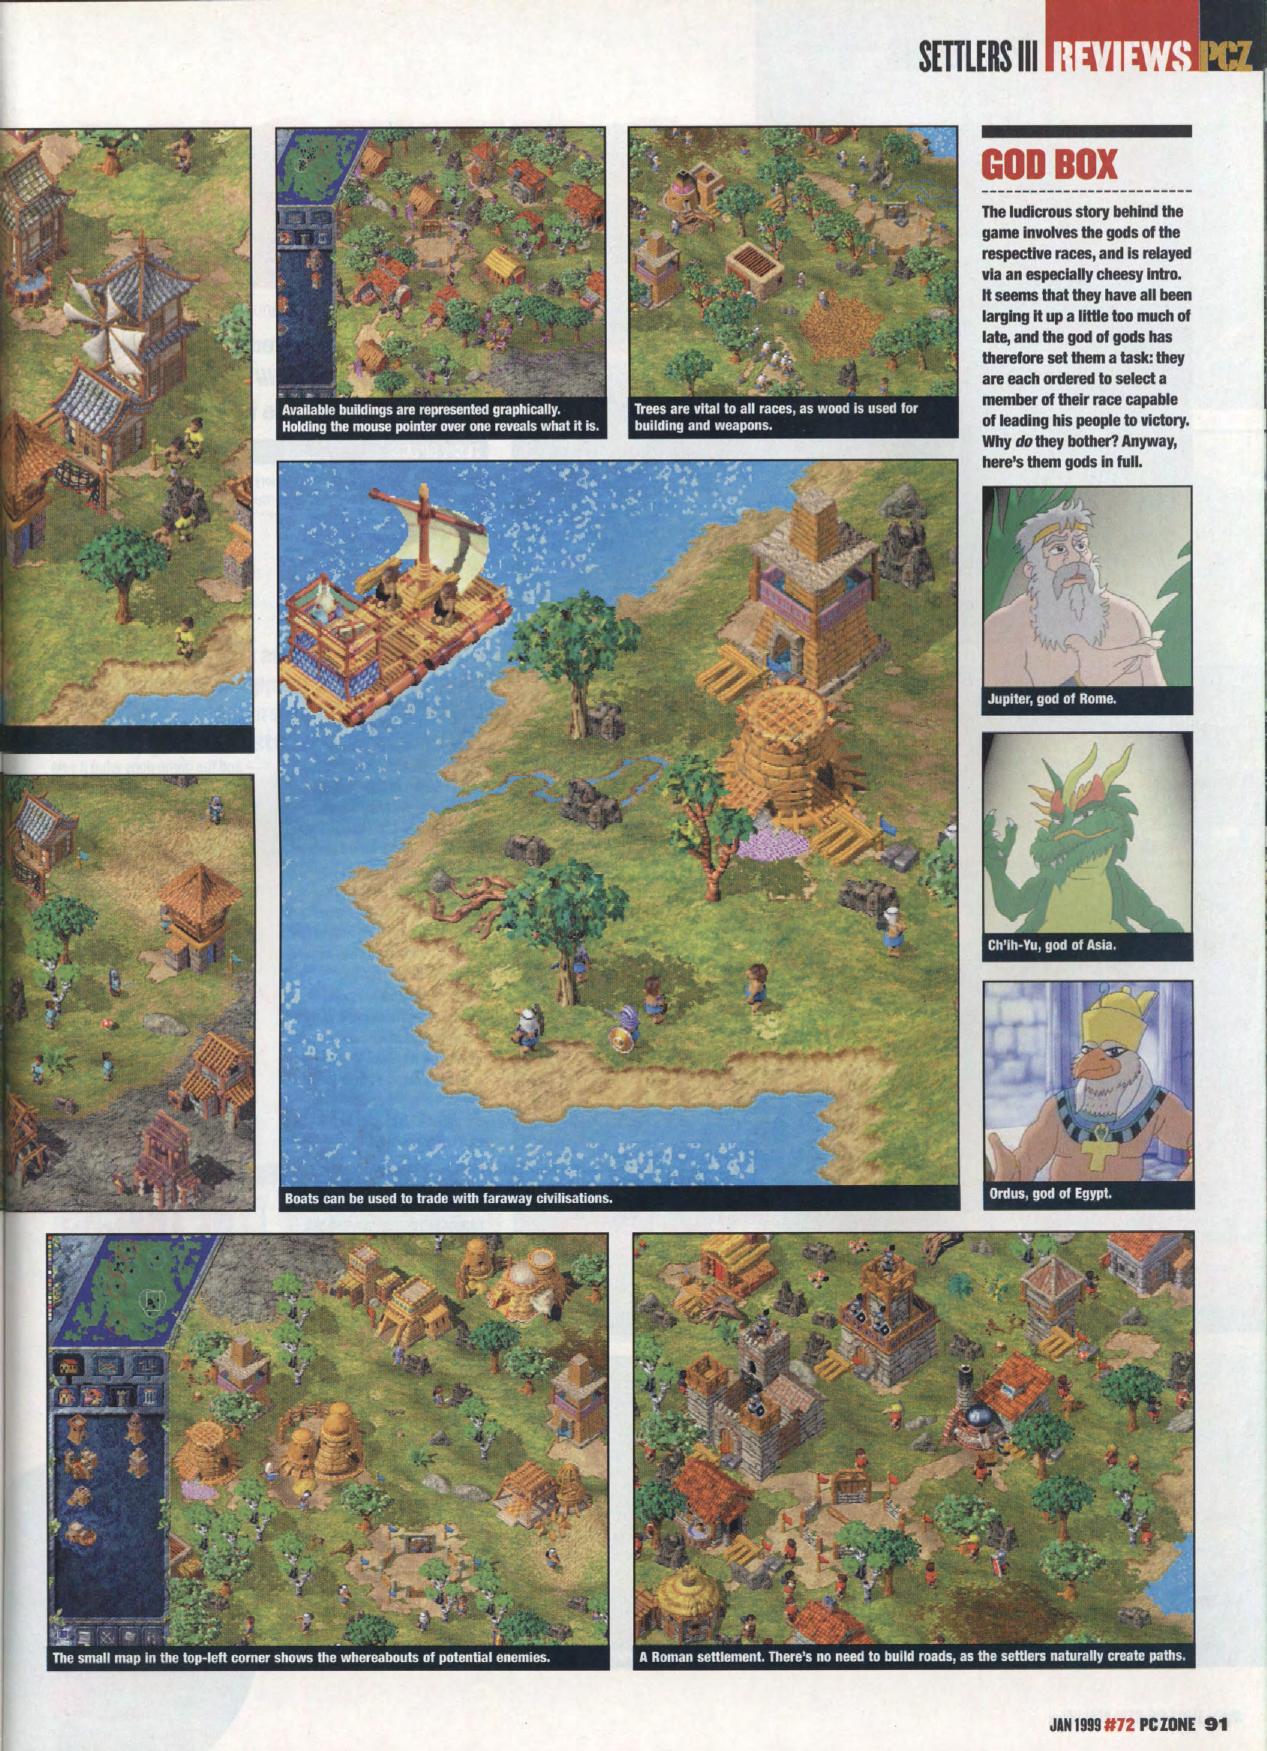 SETTLERS III REVIEWS PCZ
Available buildings are represented graphically.
Holding the mouse pointer over one reveals what it is.
Trees are vital to all races, as wood is used for
building and weapons.
GOD BOX
The ludicrous story behind the
game involves the gods of the
respective races, and is relayed
via an especially cheesy intro.
It seems that they have all been
larging it up a little too much of
late, and the god of gods has
therefore set them a task: they
are each ordered to select a
member of their race capable
of leading his people to victory.
Why do they bother? Anyway,
here's them gods in full.
Jupiter, god of Rome.
Ch'ih-Yu, god of Asia.
Ordus, god of Egypt.
Boats can be used to trade with faraway civilisations.
The small map in the top-left corner shows the whereabouts of potential enemies.
A Roman settlement. There's no need to build roads, as the settlers naturally create paths.
JAN 1999 #72 PC ZONE 91